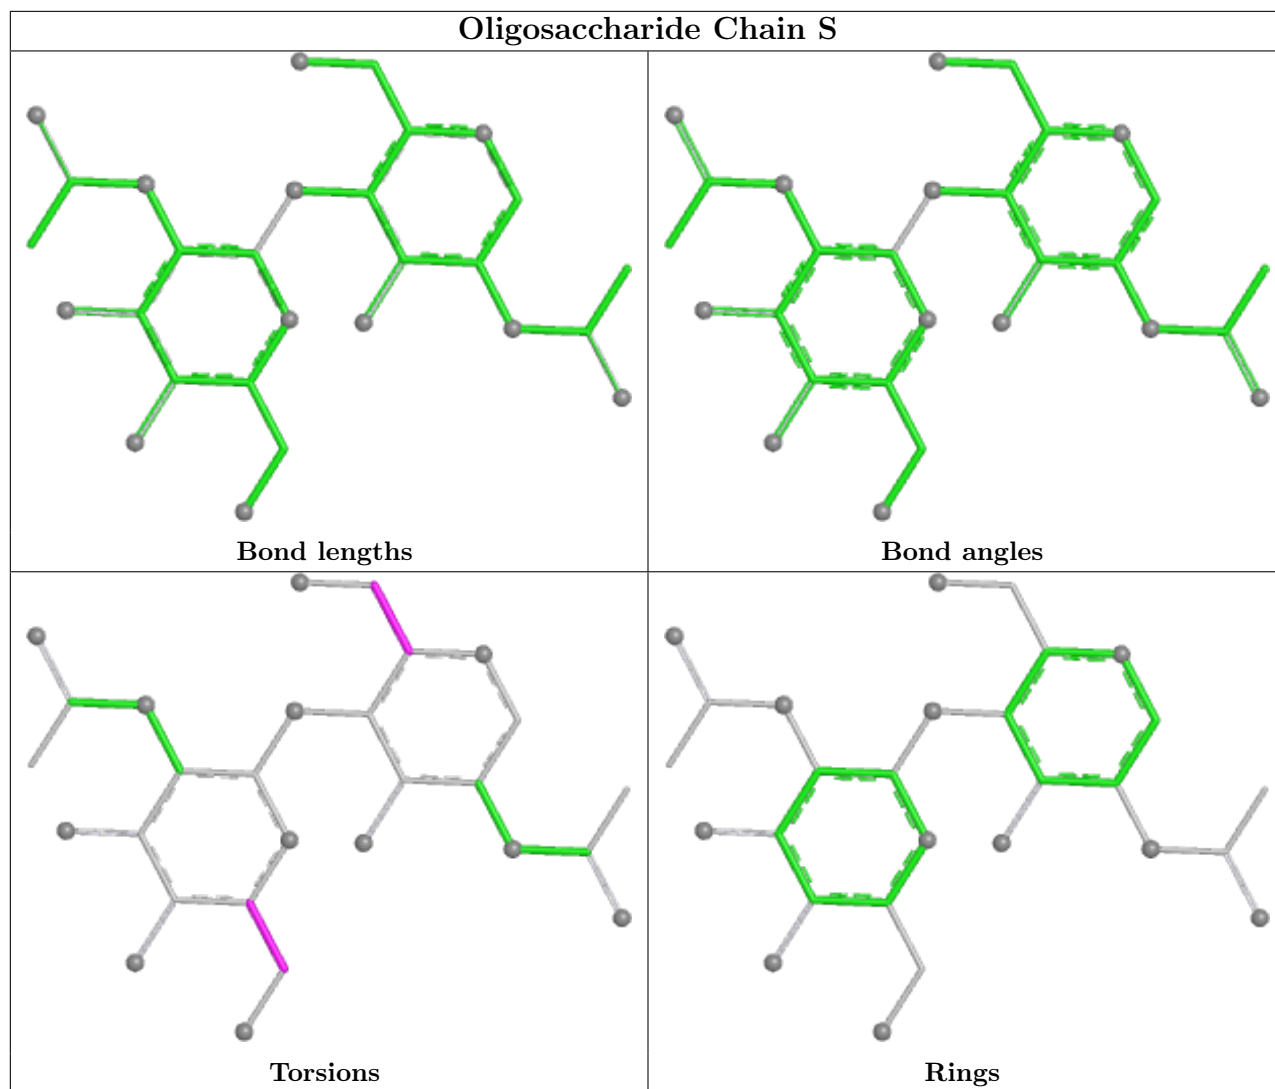 Oligosaccharide Chain S
Bond lengths
Bond angles
Torsions
Rings